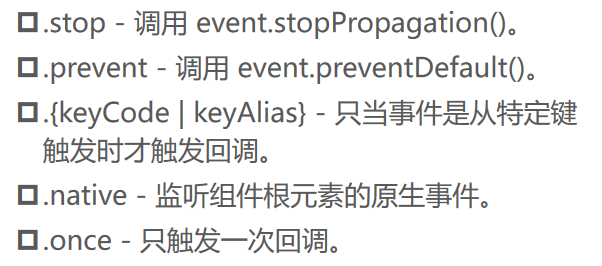 .stop - 调用 event.stopPropagation()。
.prevent - 调用 event.preventDefault()。
.{keyCode | keyAlias} - 只当事件是从特定键
触发时才触发回调。
.native - 监听组件根元素的原生事件。
.once - 只触发一次回调。